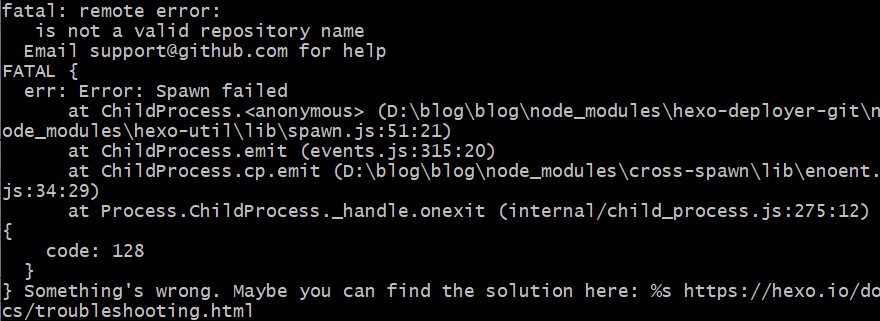 fatal: remote error:
   is not a valid repository name
  Email support@github.com for help
FATAL {
  err: Error: Spawn failed
      at ChildProcess.<anonymous> (D:\blog\blog\node_modules\hexo-deployer-git\n
ode_modules\hexo-util\lib\spawn.js:51:21)
      at ChildProcess.emit (events.js:315:20)
      at ChildProcess.cp.emit (D:\blog\blog\node_modules\cross-spawn\lib\enoent.
js:34:29)
      at Process.ChildProcess._handle.onexit (internal/child_process.js:275:12)
{
    code: 128
  }
} Something's wrong. Maybe you can find the solution here: %s https://hexo.io/do
cs/troubleshooting.html